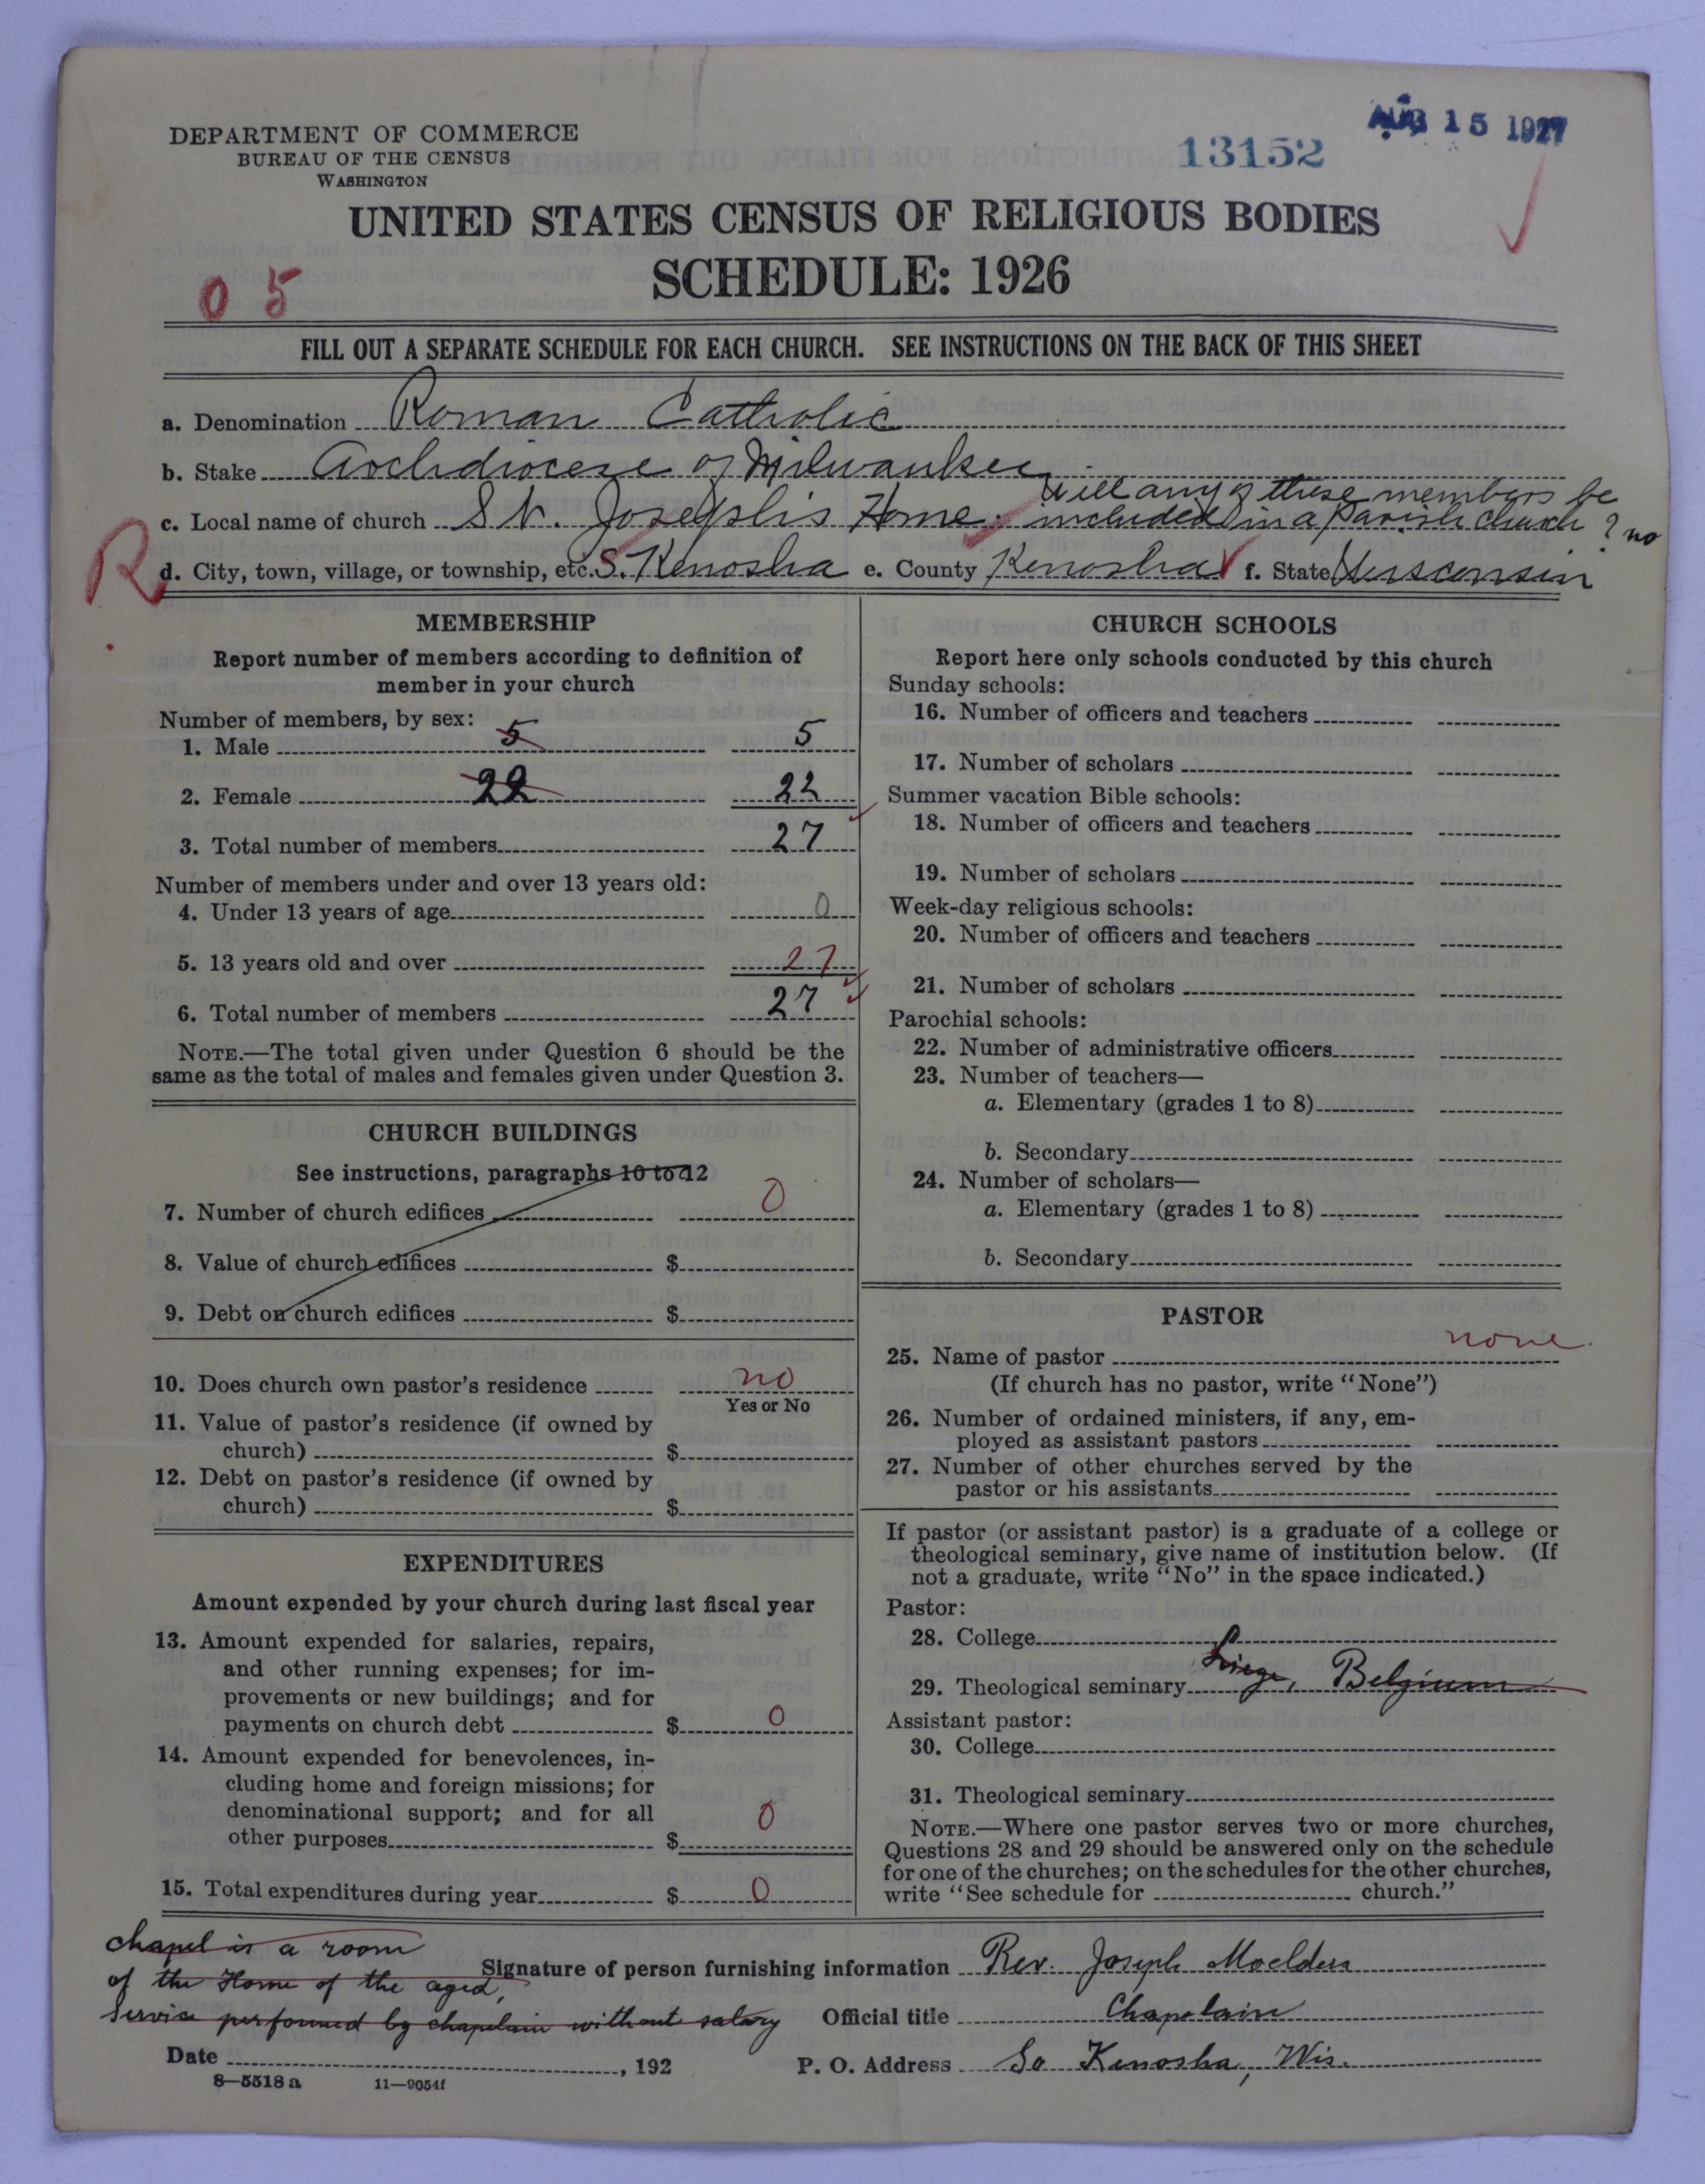 AUG 15 1927
13152
DEPARTMENT OF COMMERCE
BUREAU OF THE CENSUS
WASHINGTON
UNITED STATES CENSUS OF RELIGIOUS BODIES
SCHEDULE: 1926
0 5
FILL OUT A SEPARATE SCHEDULE FOR EACH CHURCH. SEE INSTRUCTIONS ON THE BACK OF THIS SHEET
a. Denomination Roman Catholic
b. Stake Archdiocese of Milwaukee
Will any of these members be
c. Local name of church St. Joseph's Home included in a parish church? no
R
d. City, town, village, or township, etc. S. Kenosha e. County Kenosha f. State Wisconsin
MEMBERSHIP
Report number of members according to definition of
member in your church
Number of members, by sex:
1. Male 5 5
2. Female 22 22
3. Total number of members 27
Number of members under and over 13 years old:
4. Under 13 years of age 0
5. 13 years old and over 27
6. Total number of members 27
NOTE.—The total given under Question 6 should be the
same as the total of males and females given under Question 3.
CHURCH BUILDINGS
See instructions, paragraphs 10 to 12
7. Number of church edifices 0
8. Value of church edifices $
9. Debt on church edifices $
10. Does church own pastor's residence no
Yes or No
11. Value of pastor's residence (if owned by
church) $
12. Debt on pastor's residence (if owned by
church) $
EXPENDITURES
Amount expended by your church during last fiscal year
13. Amount expended for salaries, repairs,
and other running expenses; for im-
provements or new buildings; and for
payments on church debt $ 0
14. Amount expended for benevolences, in-
cluding home and foreign missions; for
denominational support; and for all
other purposes $ 0
15. Total expenditures during year $ 0
CHURCH SCHOOLS
Report here only schools conducted by this church
Sunday schools:
16. Number of officers and teachers
17. Number of scholars
Summer vacation Bible schools:
18. Number of officers and teachers
19. Number of scholars
Week-day religious schools:
20. Number of officers and teachers
21. Number of scholars
Parochial schools:
22. Number of administrative officers
23. Number of teachers—
a. Elementary (grades 1 to 8)
b. Secondary
24. Number of scholars—
a. Elementary (grades 1 to 8)
b. Secondary
PASTOR
25. Name of pastor none
(If church has no pastor, write "None")
26. Number of ordained ministers, if any, em-
ployed as assistant pastors
27. Number of other churches served by the
pastor or his assistants
If pastor (or assistant pastor) is a graduate of a college or
theological seminary, give name of institution below. (If
not a graduate, write "No" in the space indicated.)
Pastor:
28. College
29. Theological seminary Liege, Belgium
Assistant pastor:
30. College
31. Theological seminary
NOTE.—Where one pastor serves two or more churches,
Questions 28 and 29 should be answered only on the schedule
for one of the churches; on the schedules for the other churches,
write "See schedule for church."
chapel is a room
of the Home of the aged,
Service performed by chaplain without salary
Signature of person furnishing information Rev. Joseph Moelders
Official title Chaplain
Date , 192
P. O. Address So Kenosha, Wis.
8—5518 a 11—9054f